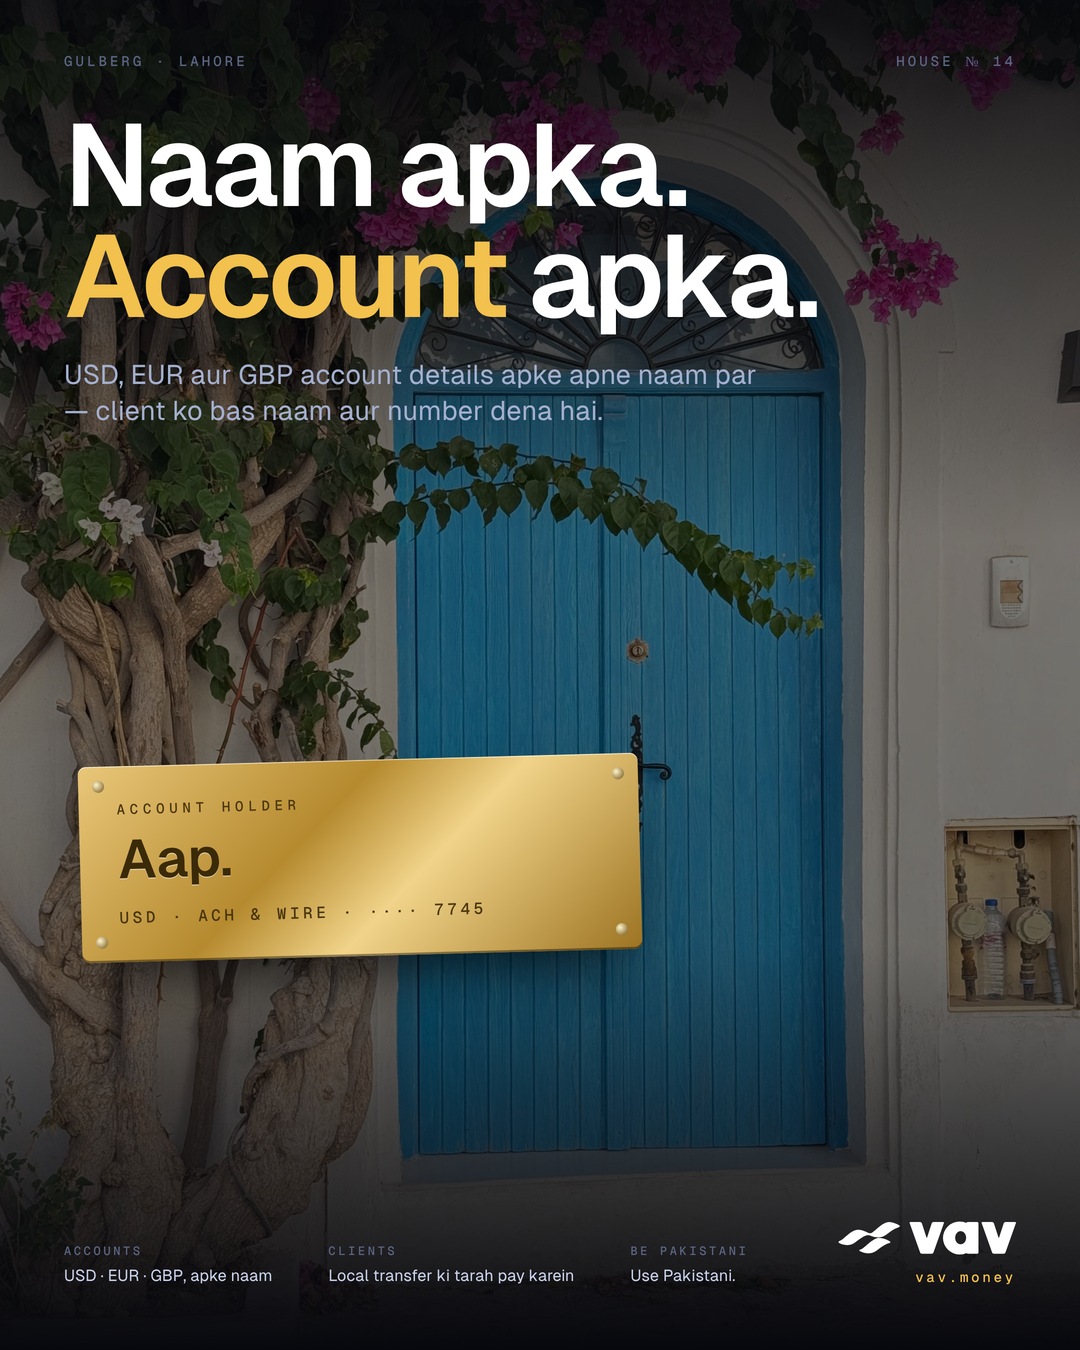 GULBERG · LAHORE
HOUSE № 14
Naam apka.
Account apka.
USD, EUR aur GBP account details apke apne naam par
— client ko bas naam aur number dena hai.
ACCOUNT HOLDER
Aap.
USD · ACH & WIRE · ···· 7745
ACCOUNTS
USD · EUR · GBP, apke naam
CLIENTS
Local transfer ki tarah pay karein
BE PAKISTANI
Use Pakistani.
vav
vav.money